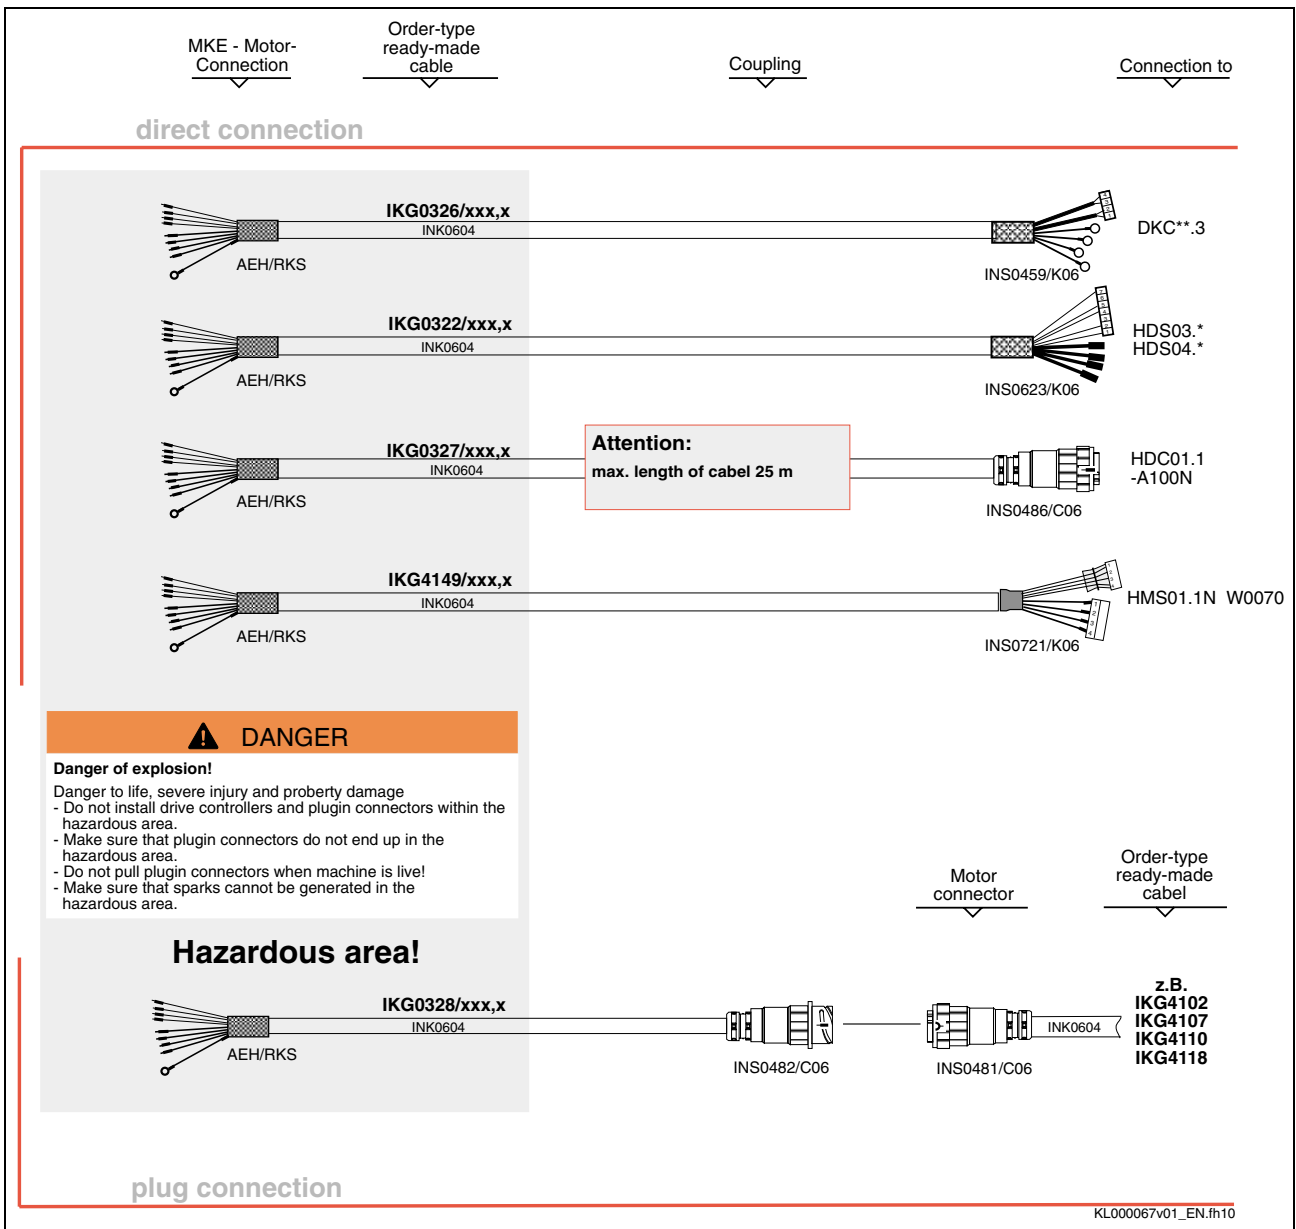 MKE - Motor-
Connection
Order-type
ready-made
cable
Coupling
Connection to
direct connection
IKG0326/xxx,x
INK0604
AEH/RKS
INS0459/K06
DKC**.3
IKG0322/xxx,x
INK0604
AEH/RKS
INS0623/K06
HDS03.*
HDS04.*
IKG0327/xxx,x
INK0604
AEH/RKS
Attention:
max. length of cabel 25 m
INS0486/C06
HDC01.1
-A100N
IKG4149/xxx,x
INK0604
AEH/RKS
INS0721/K06
HMS01.1N W0070
DANGER
Danger of explosion!
Danger to life, severe injury and proberty damage
- Do not install drive controllers and plugin connectors within the
hazardous area.
- Make sure that plugin connectors do not end up in the
hazardous area.
- Do not pull plugin connectors when machine is live!
- Make sure that sparks cannot be generated in the
hazardous area.
Hazardous area!
Motor
connector
Order-type
ready-made
cabel
IKG0328/xxx,x
INK0604
AEH/RKS
INS0482/C06
INS0481/C06
INK0604
z.B.
IKG4102
IKG4107
IKG4110
IKG4118
plug connection
KL000067v01_EN.fh10